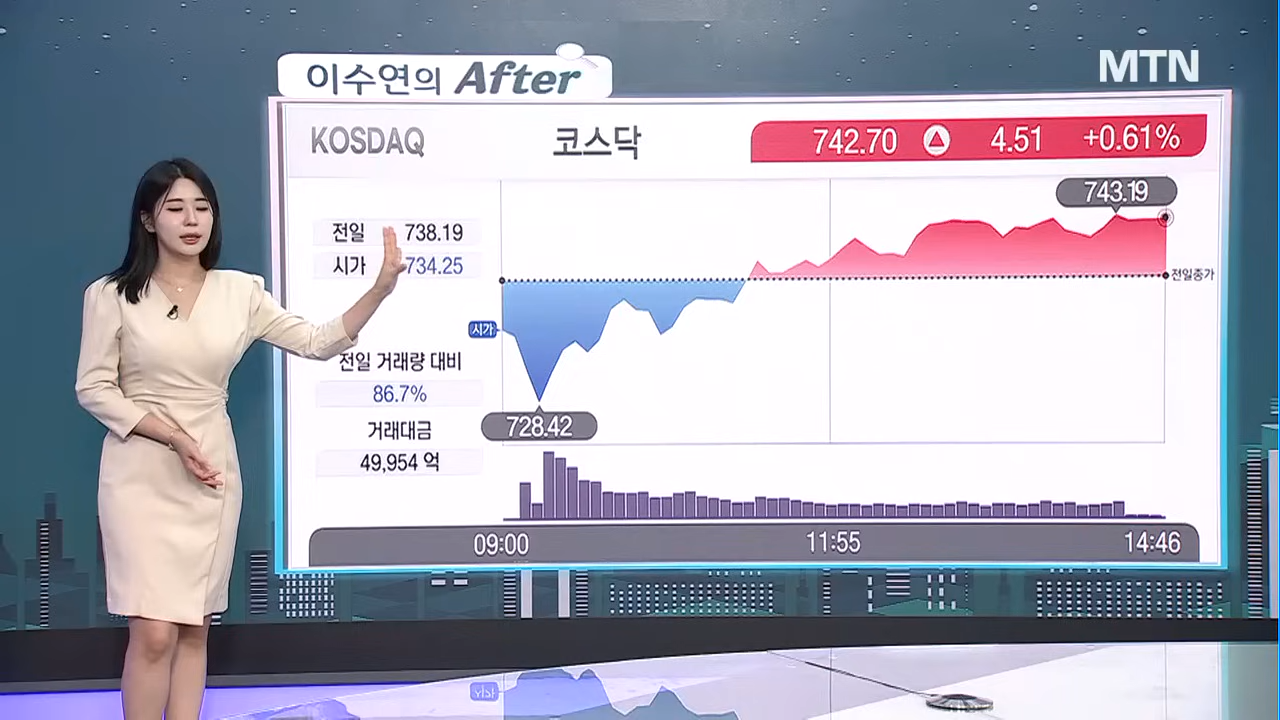 이수연의 After
MTN
KOSDAQ 코스닥 742.70 4.51 +0.61%
743.19
전일 738.19
시가 734.25
전일종가
시가
전일 거래량 대비
86.7%
728.42
거래대금
49,954 억
09:00 11:55 14:46
시가